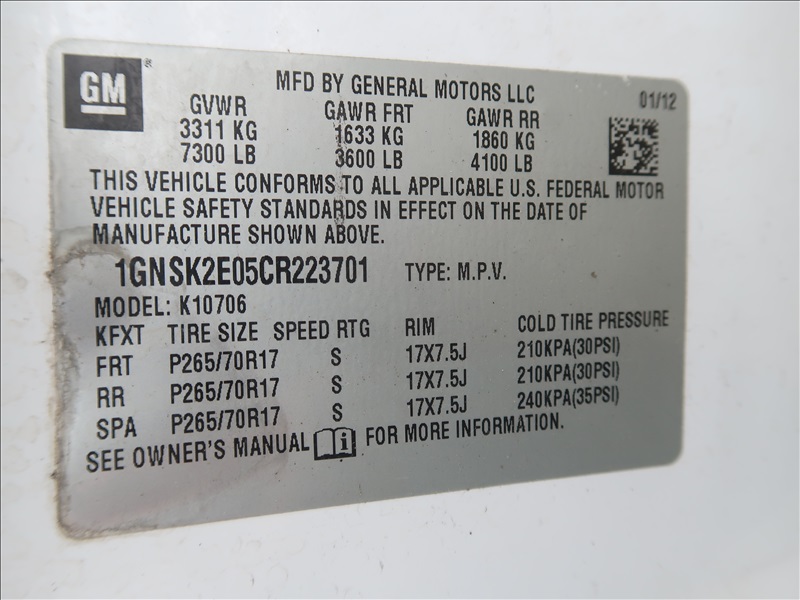 GM®
MFD BY GENERAL MOTORS LLC
01/12
GVWR GAWR FRT GAWR RR
3311 KG 1633 KG 1860 KG
7300 LB 3600 LB 4100 LB
THIS VEHICLE CONFORMS TO ALL APPLICABLE U.S. FEDERAL MOTOR
VEHICLE SAFETY STANDARDS IN EFFECT ON THE DATE OF
MANUFACTURE SHOWN ABOVE.
1GNSK2E05CR223701 TYPE: M.P.V.
MODEL: K10706
KFXT TIRE SIZE SPEED RTG RIM COLD TIRE PRESSURE
FRT P265/70R17 S 17X7.5J 210KPA(30PSI)
RR P265/70R17 S 17X7.5J 210KPA(30PSI)
SPA P265/70R17 S 17X7.5J 240KPA(35PSI)
SEE OWNER'S MANUAL i FOR MORE INFORMATION.